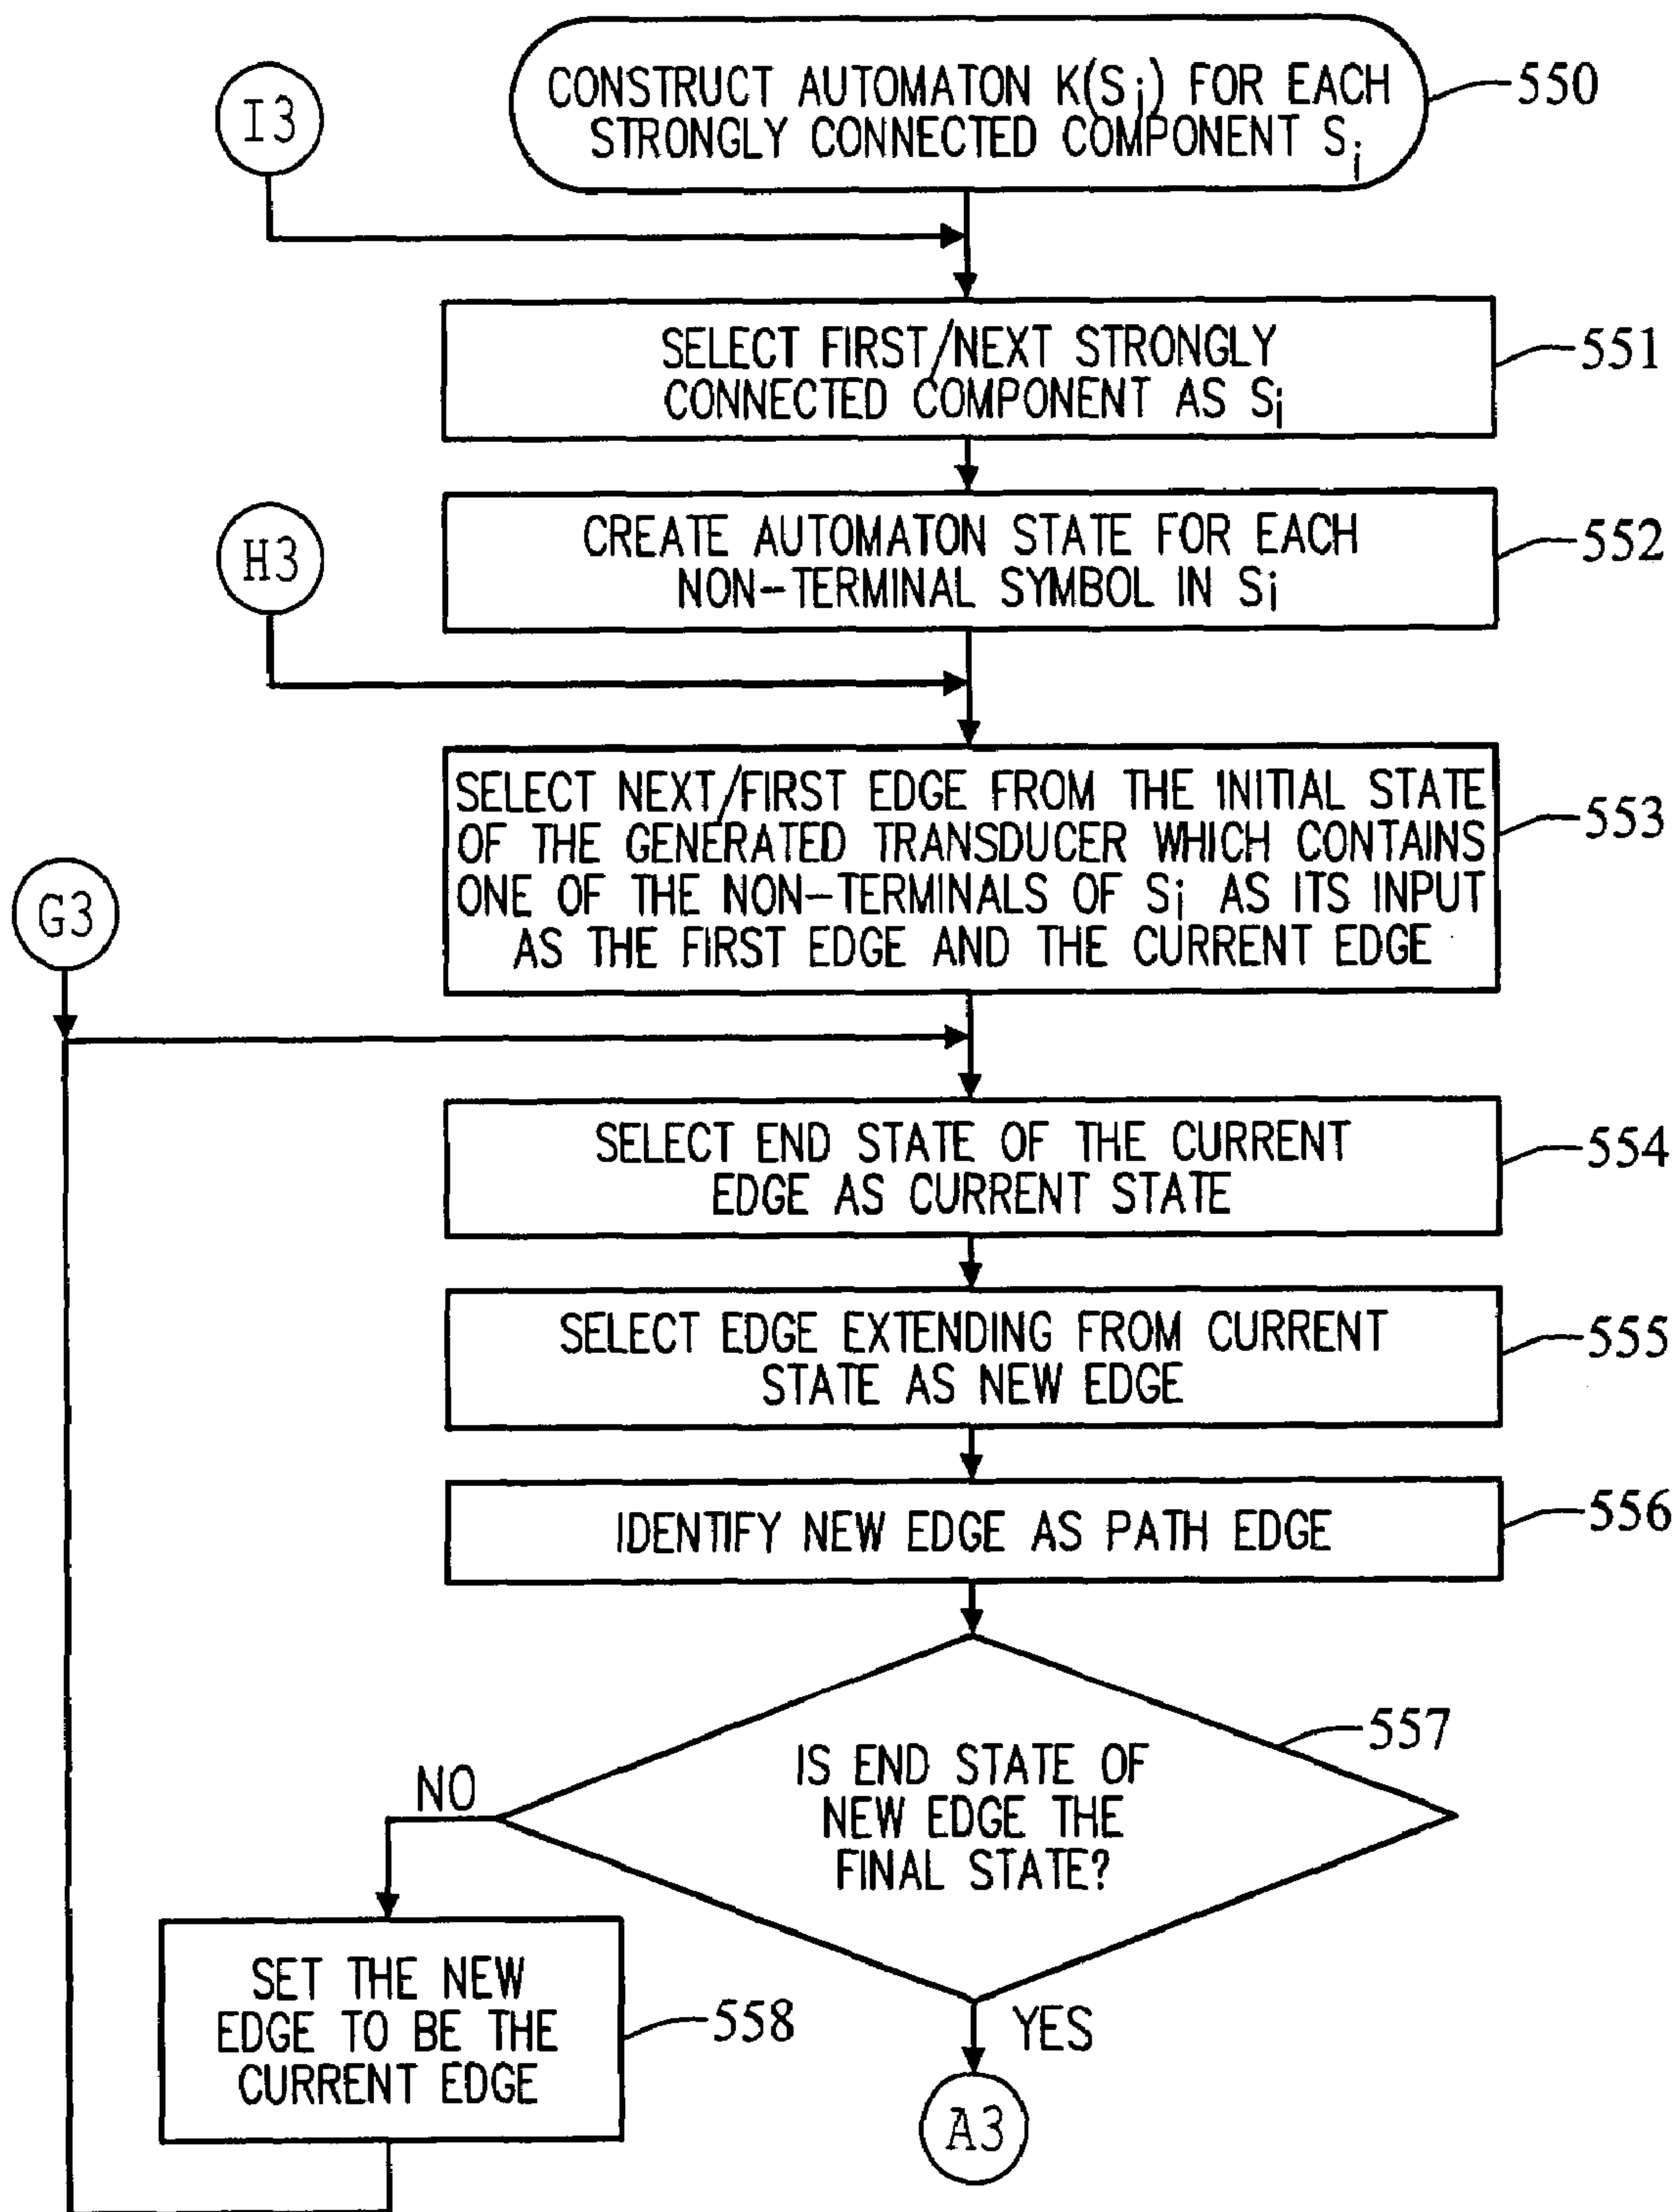 I3
CONSTRUCT AUTOMATON K(Si) FOR EACH
STRONGLY CONNECTED COMPONENT Si
550
SELECT FIRST/NEXT STRONGLY
CONNECTED COMPONENT AS Si
551
H3
CREATE AUTOMATON STATE FOR EACH
NON-TERMINAL SYMBOL IN Si
552
SELECT NEXT/FIRST EDGE FROM THE INITIAL STATE
OF THE GENERATED TRANSDUCER WHICH CONTAINS
ONE OF THE NON-TERMINALS OF Si AS ITS INPUT
AS THE FIRST EDGE AND THE CURRENT EDGE
553
G3
SELECT END STATE OF THE CURRENT
EDGE AS CURRENT STATE
554
SELECT EDGE EXTENDING FROM CURRENT
STATE AS NEW EDGE
555
IDENTIFY NEW EDGE AS PATH EDGE
556
IS END STATE OF
NEW EDGE THE
FINAL STATE?
557
NO
SET THE NEW
EDGE TO BE THE
CURRENT EDGE
558
YES
A3